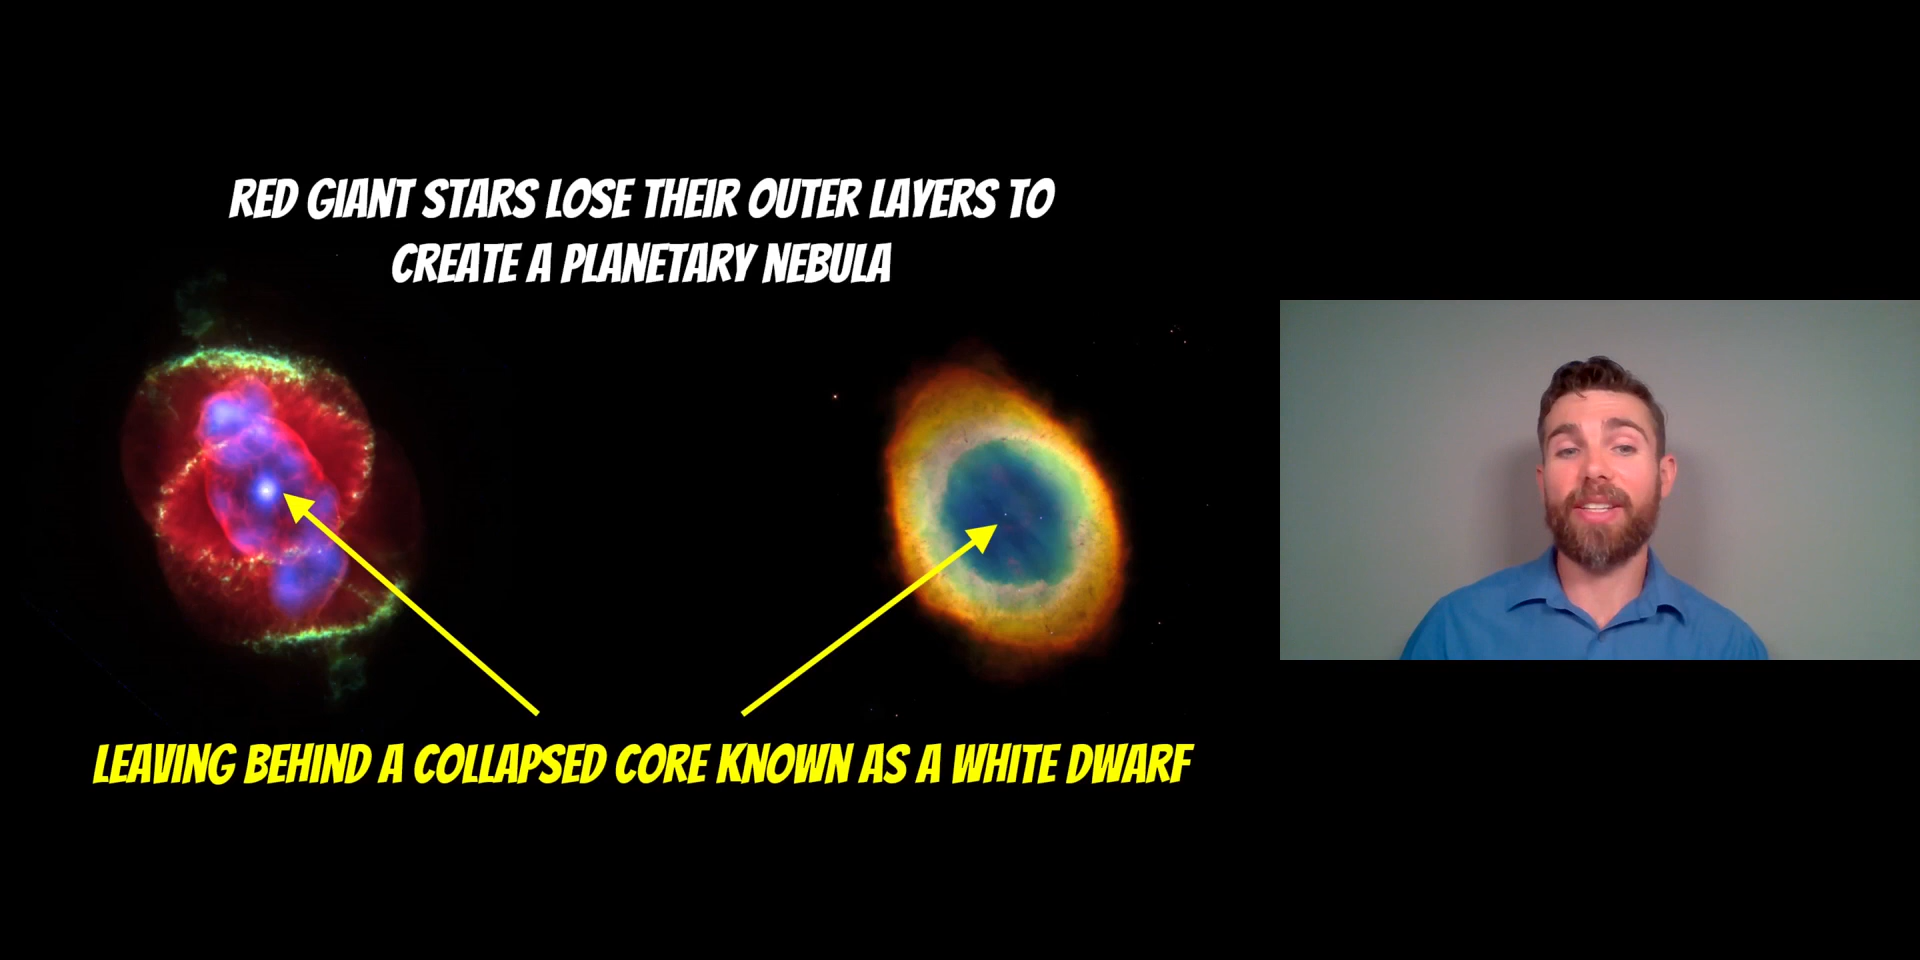 RED GIANT STARS LOSE THEIR OUTER LAYERS TO
CREATE A PLANETARY NEBULA
LEAVING BEHIND A COLLAPSED CORE KNOWN AS A WHITE DWARF